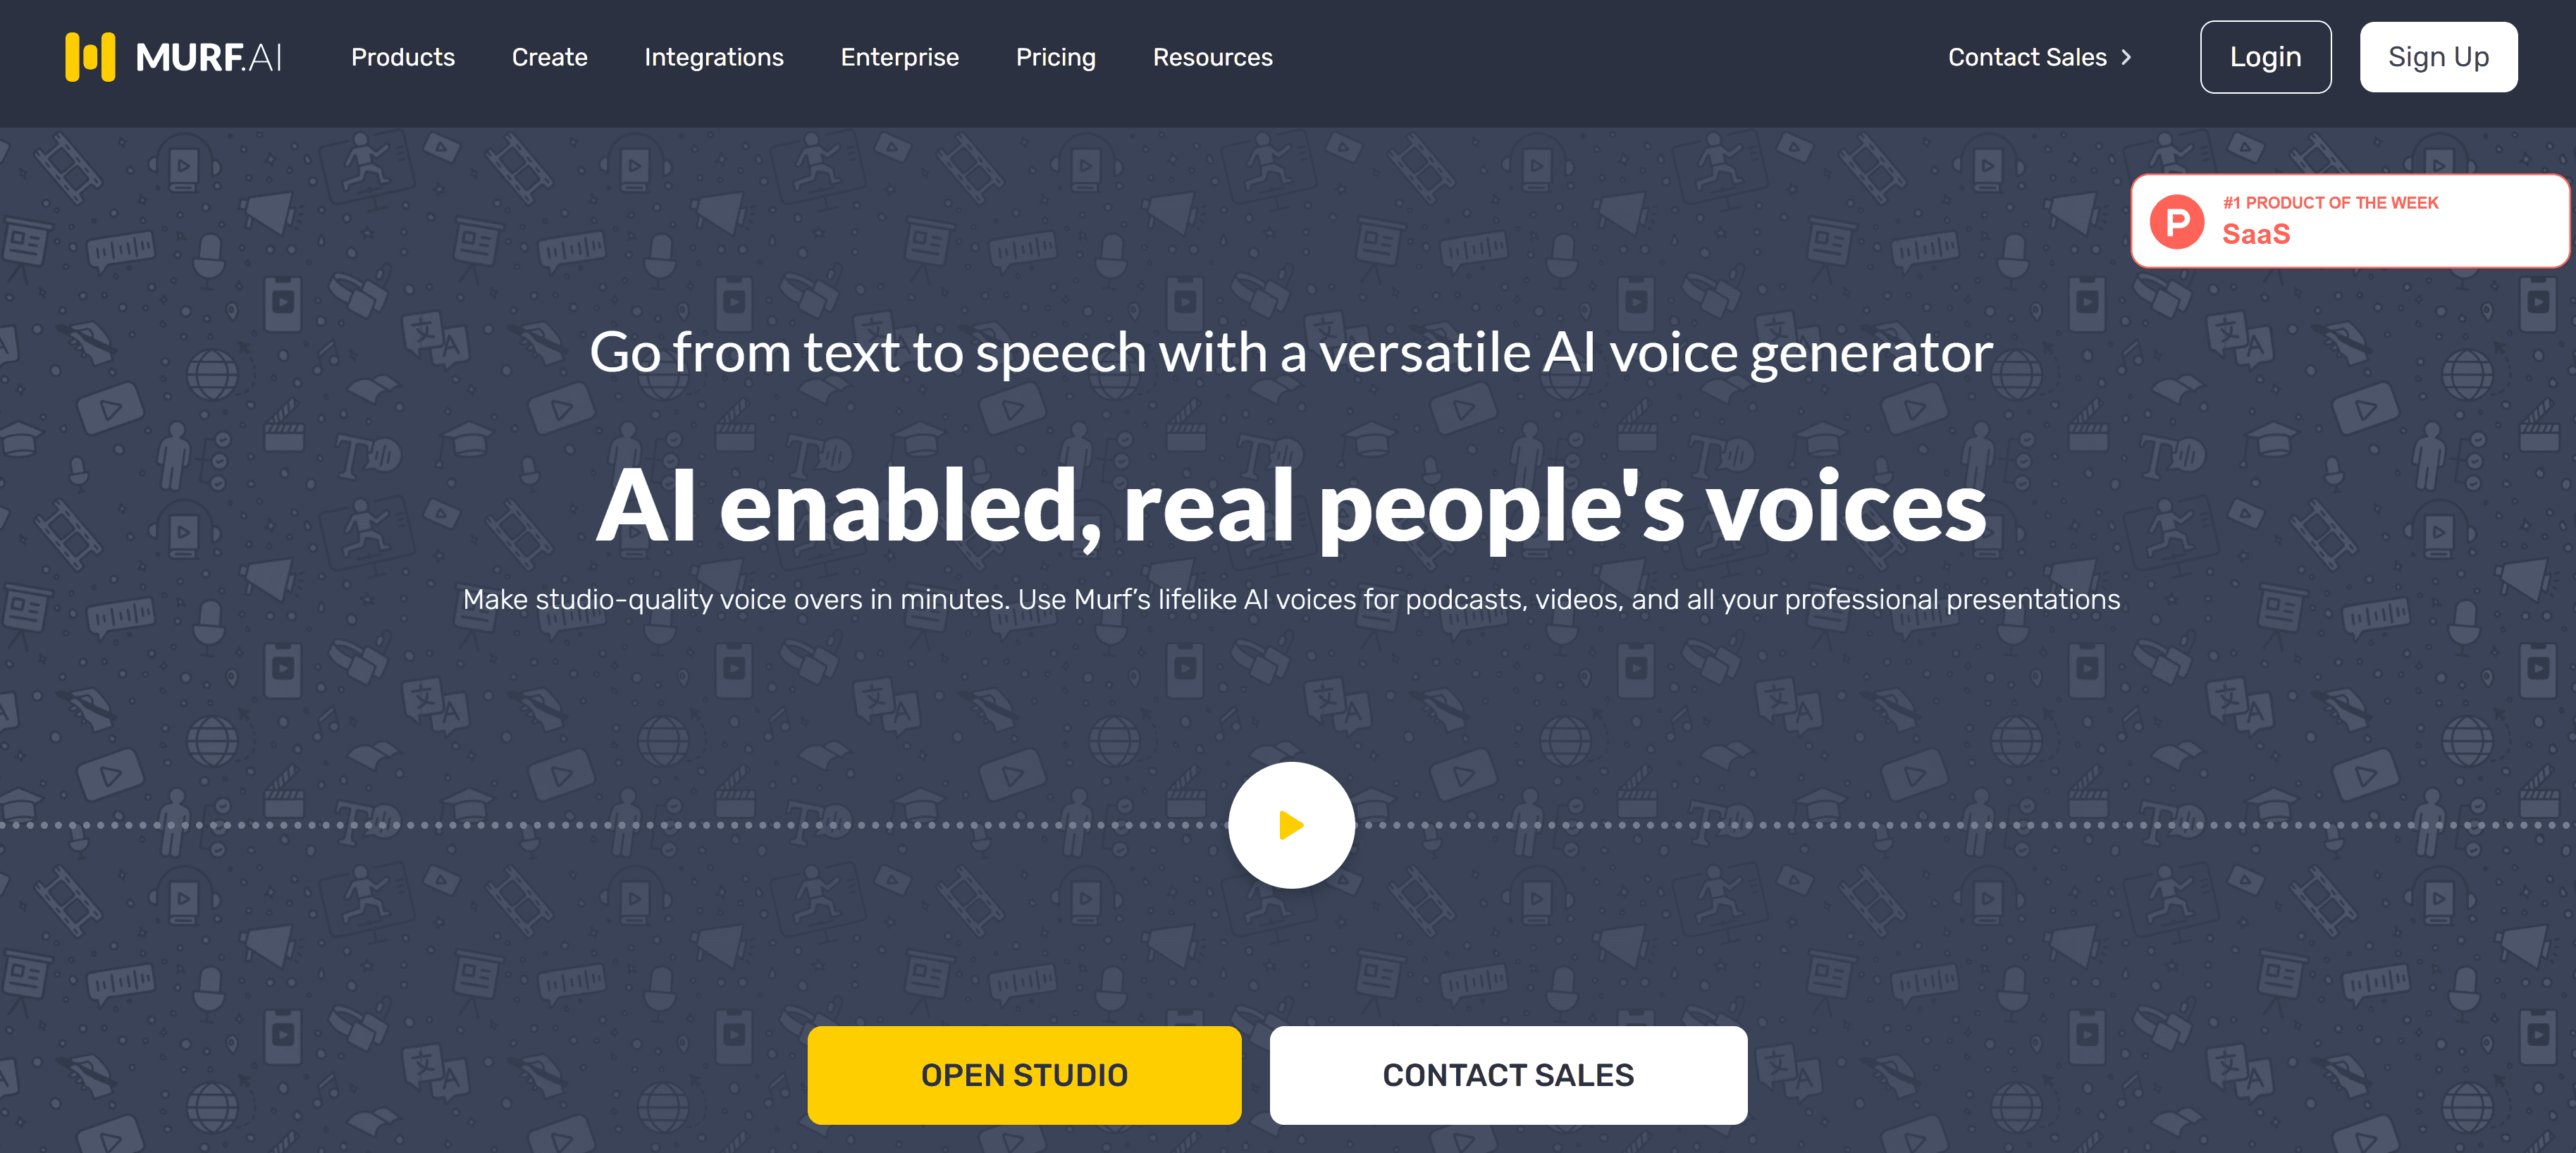 MURF.AI
Products
Create
Integrations
Enterprise
Pricing
Resources
Contact Sales
Login
Sign Up
#1 PRODUCT OF THE WEEK
SaaS
Go from text to speech with a versatile AI voice generator
AI enabled, real people's voices
Make studio-quality voice overs in minutes. Use Murf’s lifelike AI voices for podcasts, videos, and all your professional presentations
OPEN STUDIO
CONTACT SALES